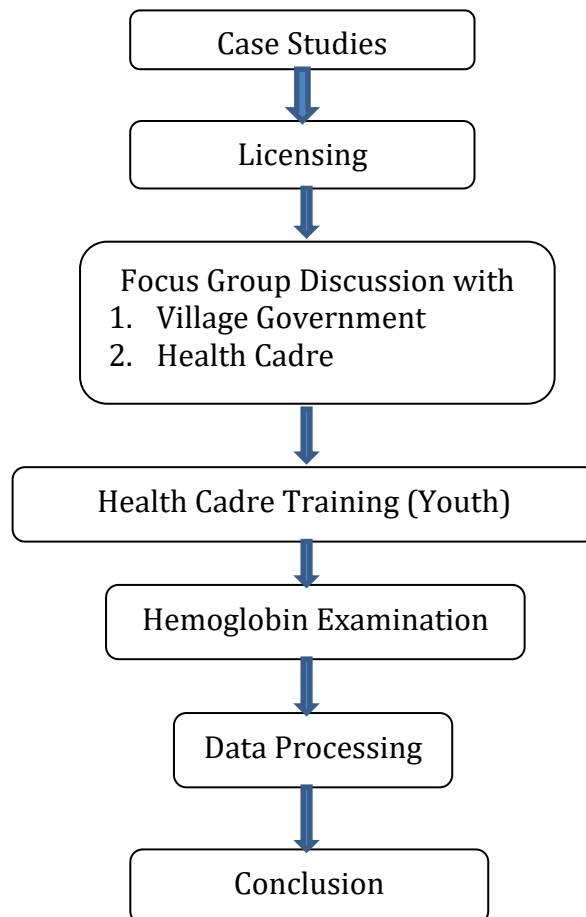 Case Studies
Licensing
Focus Group Discussion with
1. Village Government
2. Health Cadre
Health Cadre Training (Youth)
Hemoglobin Examination
Data Processing
Conclusion